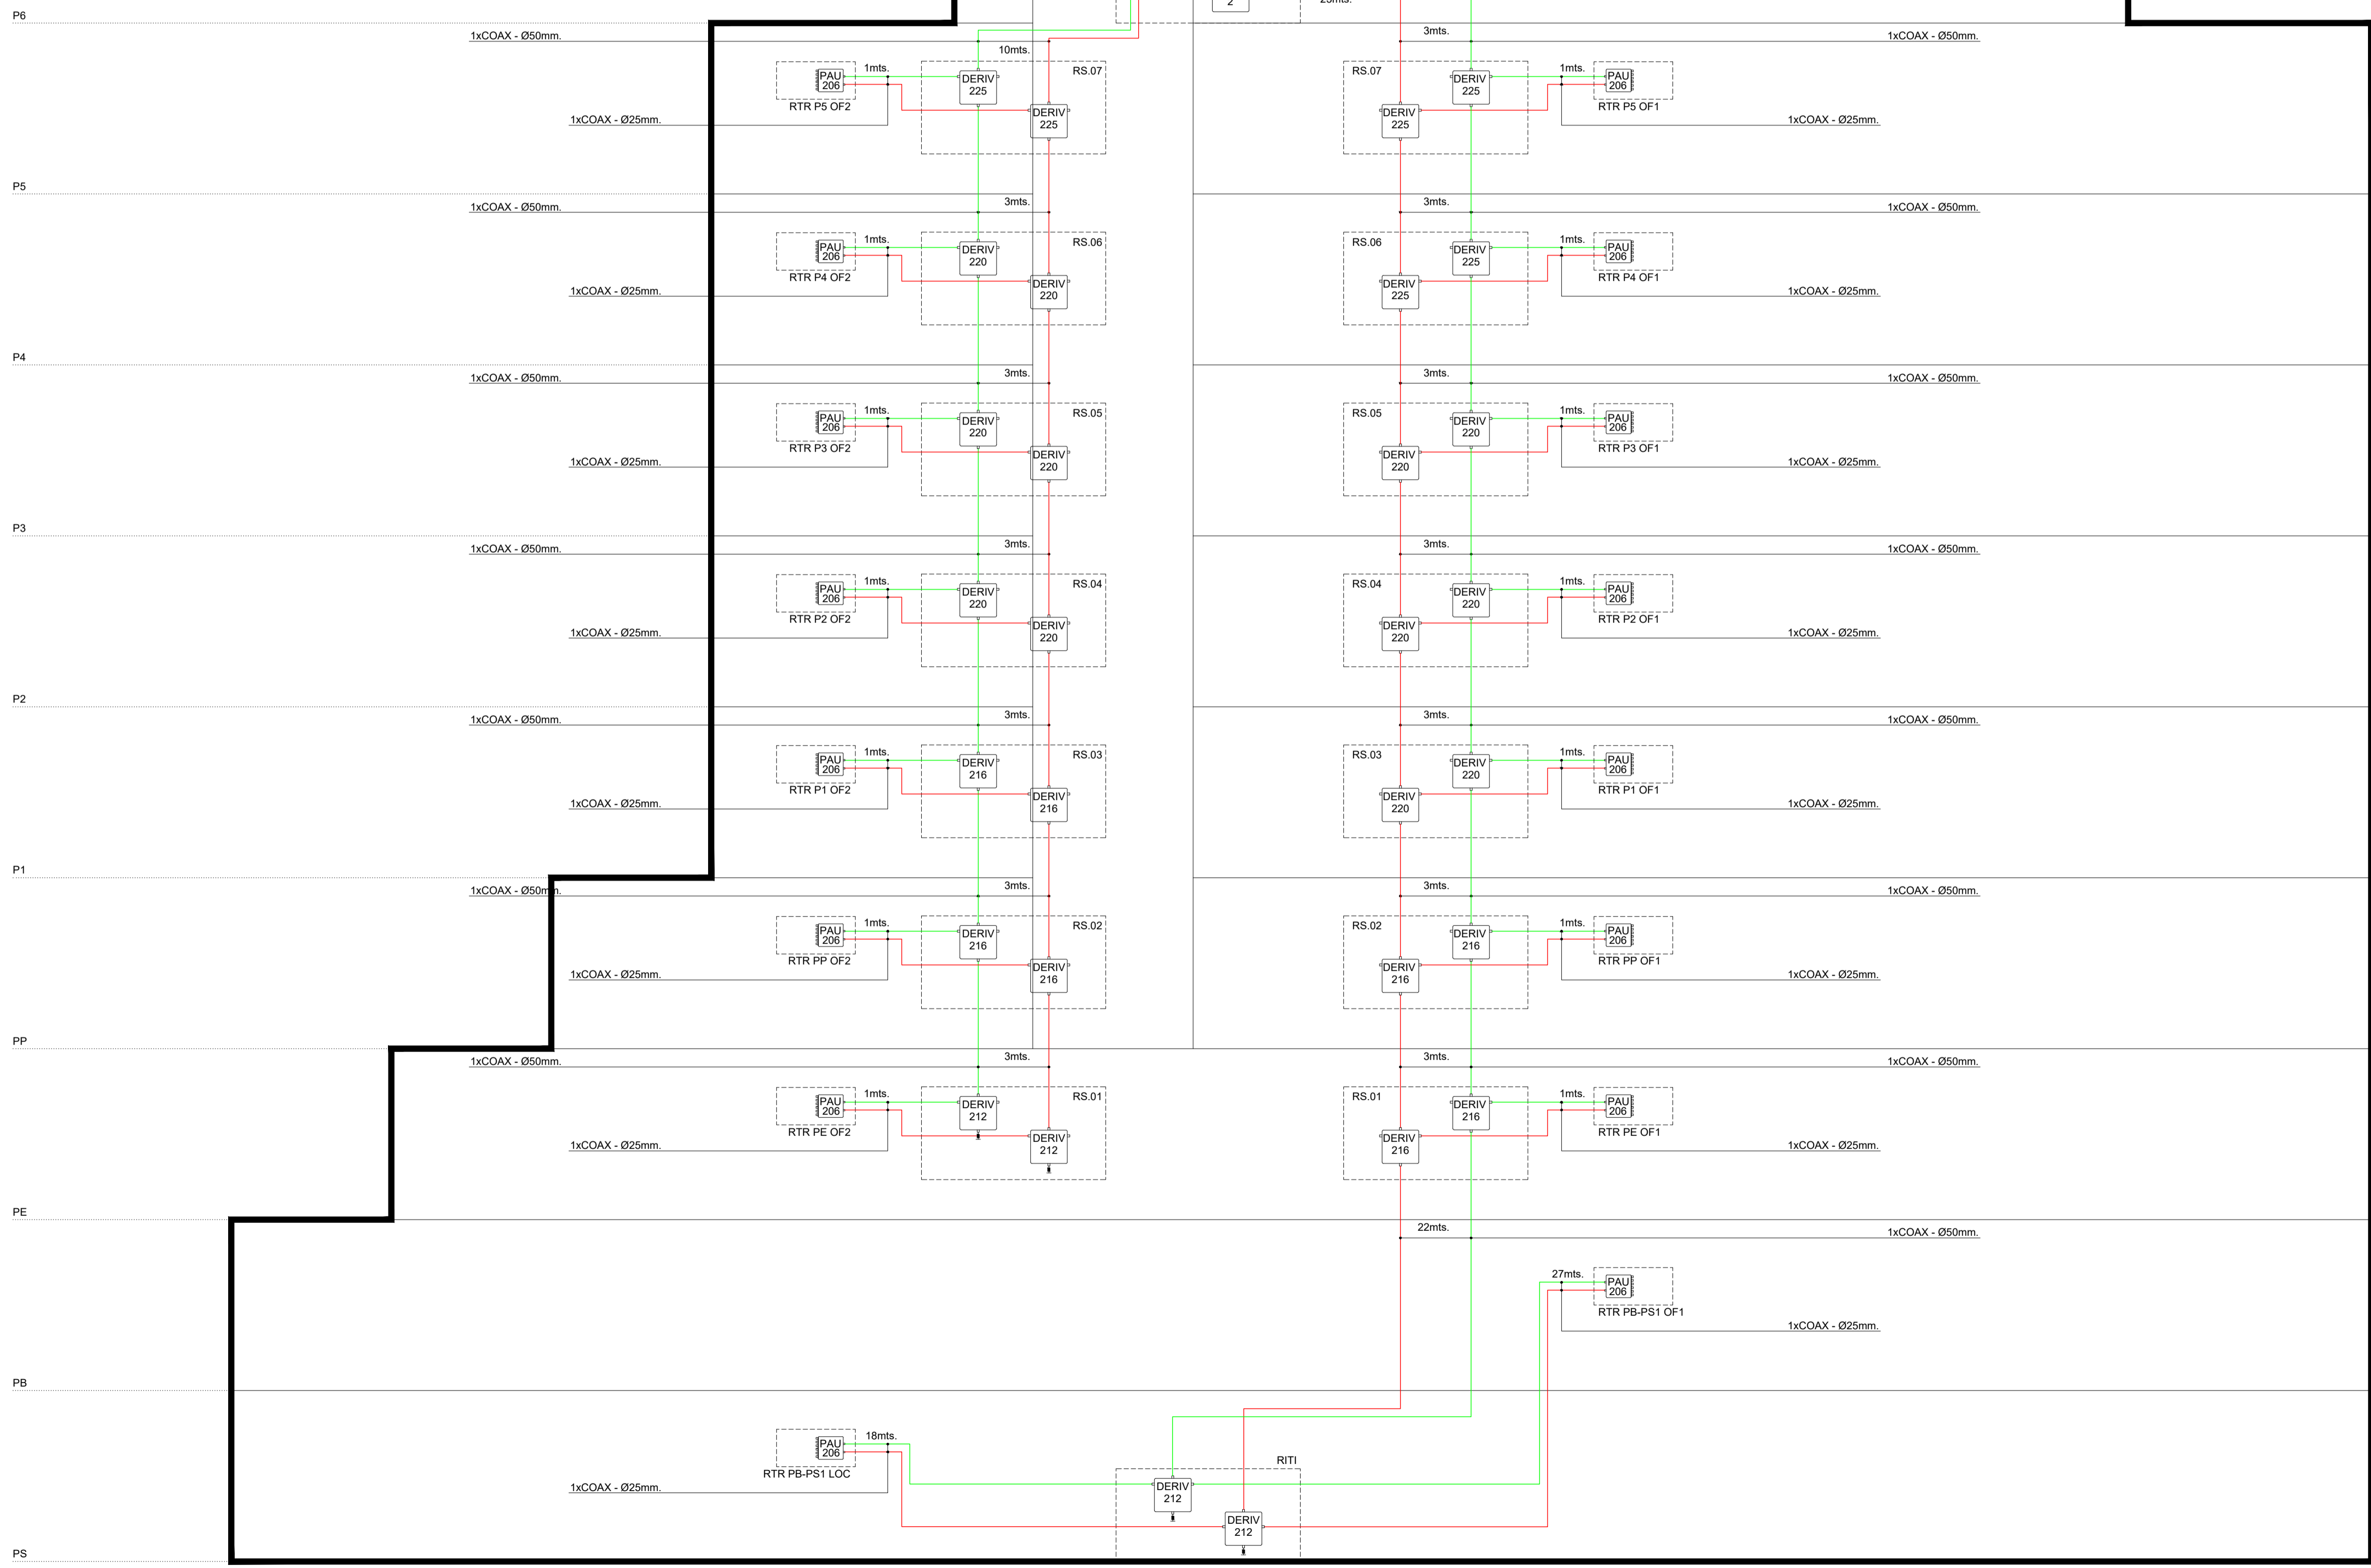 2
P6
1xCOAX - Ø50mm.
3mts.
1xCOAX - Ø50mm.
10mts.
PAU
206
1mts.
DERIV
225
RS.07
RS.07
DERIV
225
1mts.
PAU
206
RTR P5 OF2
RTR P5 OF1
DERIV
225
DERIV
225
1xCOAX - Ø25mm.
1xCOAX - Ø25mm.
P5
1xCOAX - Ø50mm.
3mts.
3mts.
1xCOAX - Ø50mm.
PAU
206
1mts.
DERIV
220
RS.06
RS.06
DERIV
225
1mts.
PAU
206
RTR P4 OF2
RTR P4 OF1
DERIV
220
DERIV
225
1xCOAX - Ø25mm.
1xCOAX - Ø25mm.
P4
1xCOAX - Ø50mm.
3mts.
3mts.
1xCOAX - Ø50mm.
PAU
206
1mts.
DERIV
220
RS.05
RS.05
DERIV
220
1mts.
PAU
206
RTR P3 OF2
RTR P3 OF1
DERIV
220
DERIV
220
1xCOAX - Ø25mm.
1xCOAX - Ø25mm.
P3
1xCOAX - Ø50mm.
3mts.
3mts.
1xCOAX - Ø50mm.
PAU
206
1mts.
DERIV
220
RS.04
RS.04
DERIV
220
1mts.
PAU
206
RTR P2 OF2
RTR P2 OF1
DERIV
220
DERIV
220
1xCOAX - Ø25mm.
1xCOAX - Ø25mm.
P2
1xCOAX - Ø50mm.
3mts.
3mts.
1xCOAX - Ø50mm.
PAU
206
1mts.
DERIV
216
RS.03
RS.03
DERIV
220
1mts.
PAU
206
RTR P1 OF2
RTR P1 OF1
DERIV
216
DERIV
220
1xCOAX - Ø25mm.
1xCOAX - Ø25mm.
P1
1xCOAX - Ø50mm.
3mts.
3mts.
1xCOAX - Ø50mm.
PAU
206
1mts.
DERIV
216
RS.02
RS.02
DERIV
216
1mts.
PAU
206
RTR PP OF2
RTR PP OF1
DERIV
216
DERIV
216
1xCOAX - Ø25mm.
1xCOAX - Ø25mm.
PP
1xCOAX - Ø50mm.
3mts.
3mts.
1xCOAX - Ø50mm.
PAU
206
1mts.
DERIV
212
RS.01
RS.01
DERIV
216
1mts.
PAU
206
RTR PE OF2
RTR PE OF1
DERIV
212
DERIV
216
1xCOAX - Ø25mm.
1xCOAX - Ø25mm.
PE
22mts.
1xCOAX - Ø50mm.
27mts.
PAU
206
RTR PB-PS1 OF1
1xCOAX - Ø25mm.
PB
18mts.
PAU
206
RTR PB-PS1 LOC
RITI
1xCOAX - Ø25mm.
DERIV
212
DERIV
212
PS